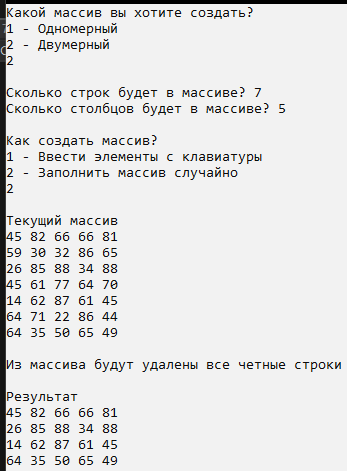 Какой массив вы хотите создать?
1 - Одномерный
2 - Двумерный
2
Сколько строк будет в массиве? 7
Сколько столбцов будет в массиве? 5
Как создать массив?
1 - Ввести элементы с клавиатуры
2 - Заполнить массив случайно
2
Текущий массив
45 82 66 66 81
59 30 32 86 65
26 85 88 34 88
45 61 77 64 70
14 62 87 61 45
64 71 22 86 44
64 35 50 65 49
Из массива будут удалены все четные строки
Результат
45 82 66 66 81
26 85 88 34 88
14 62 87 61 45
64 35 50 65 49